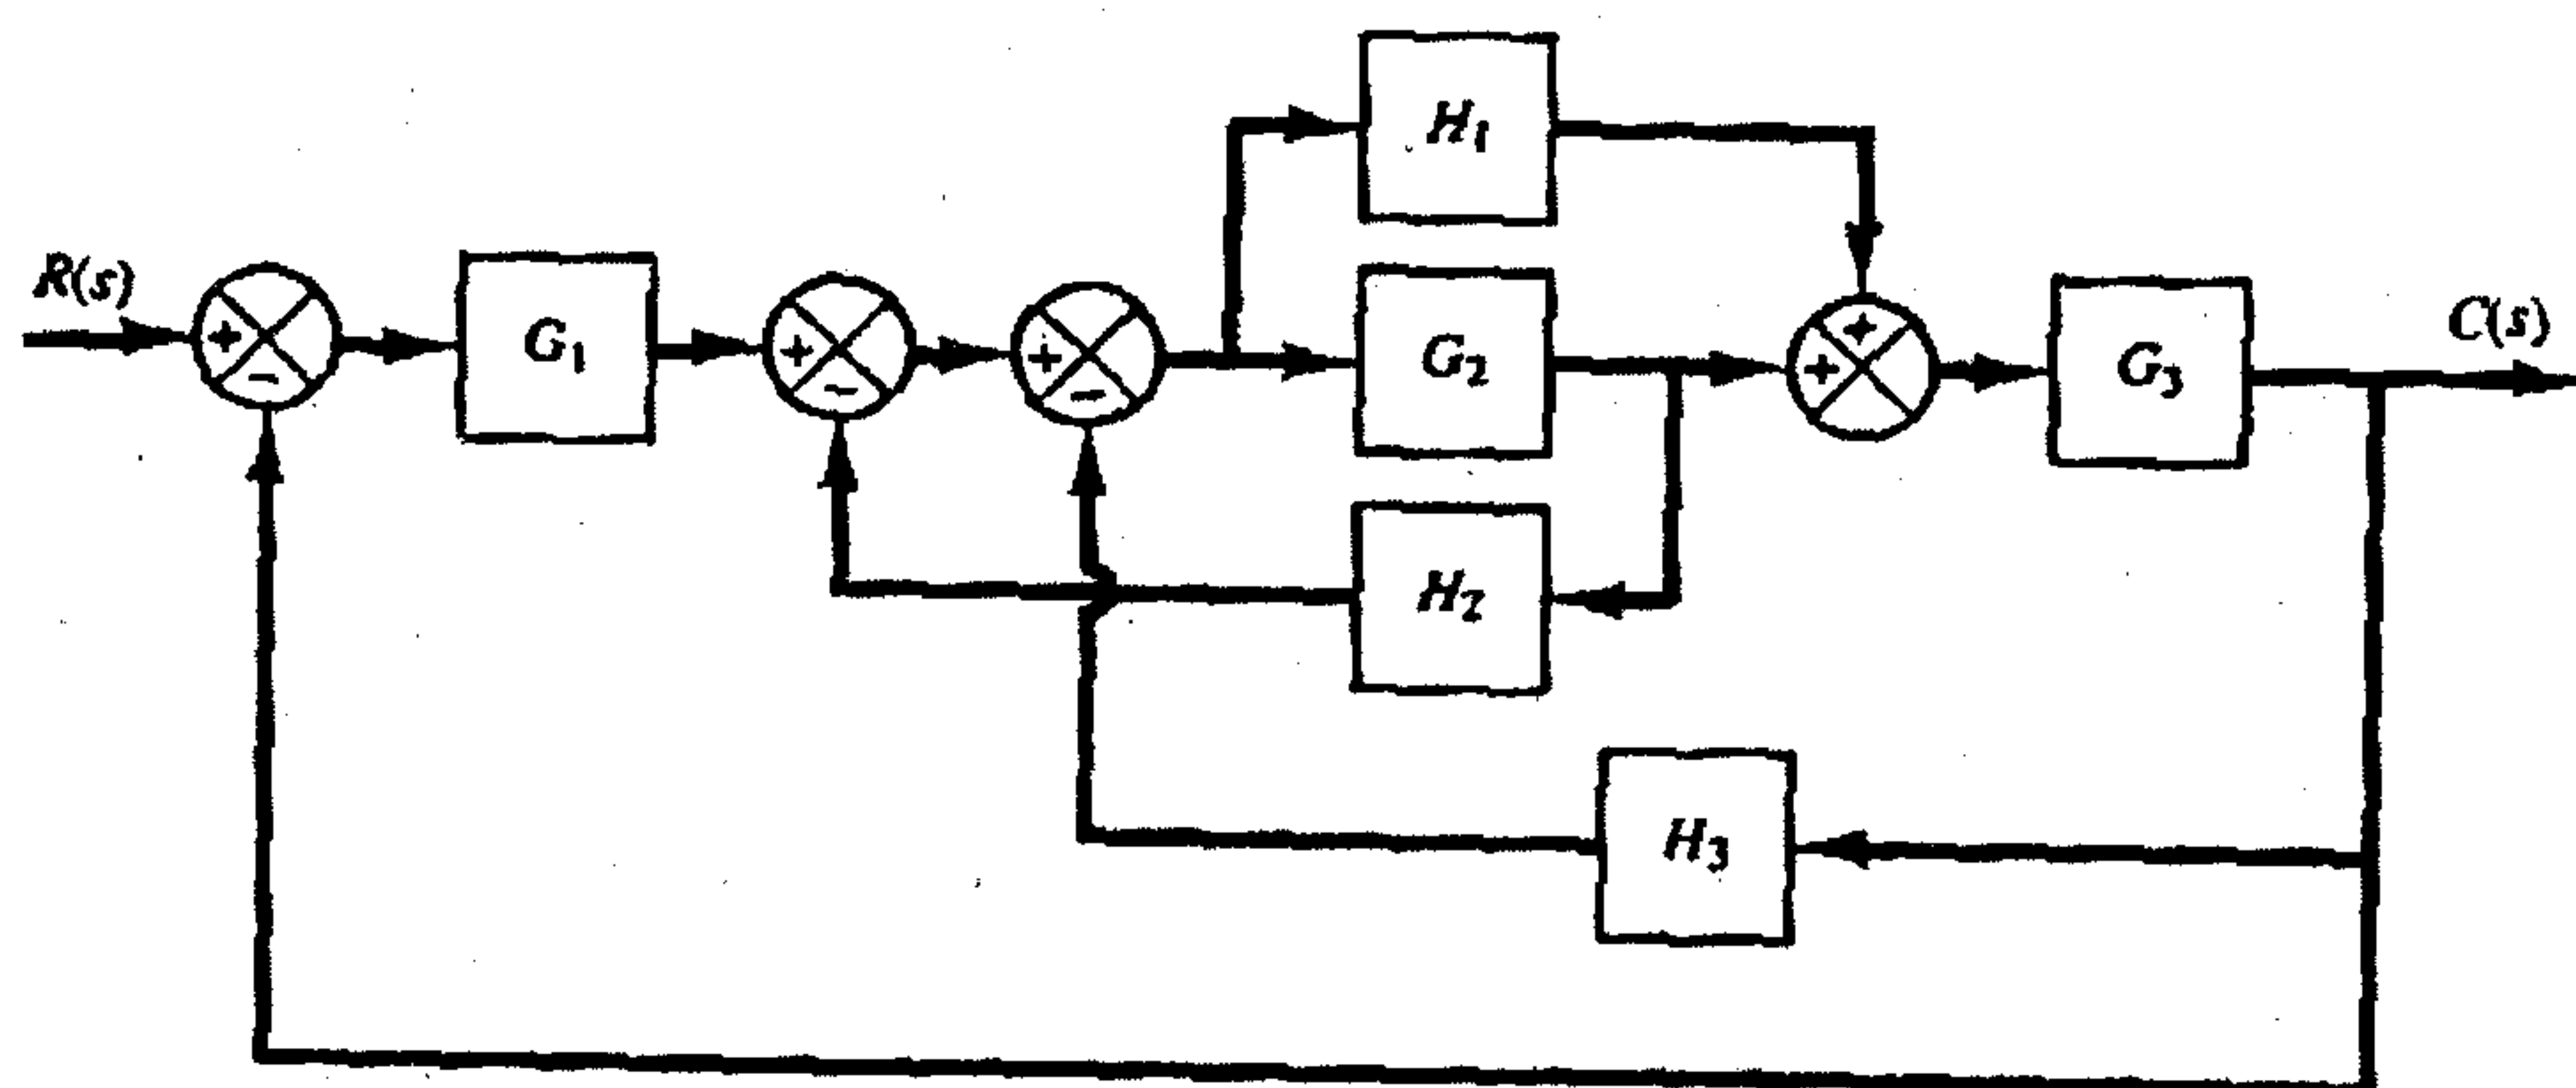 H₁
R(s)
+
−
G₁
+
−
+
−
G₂
+
+
G₃
C(s)
H₂
H₃